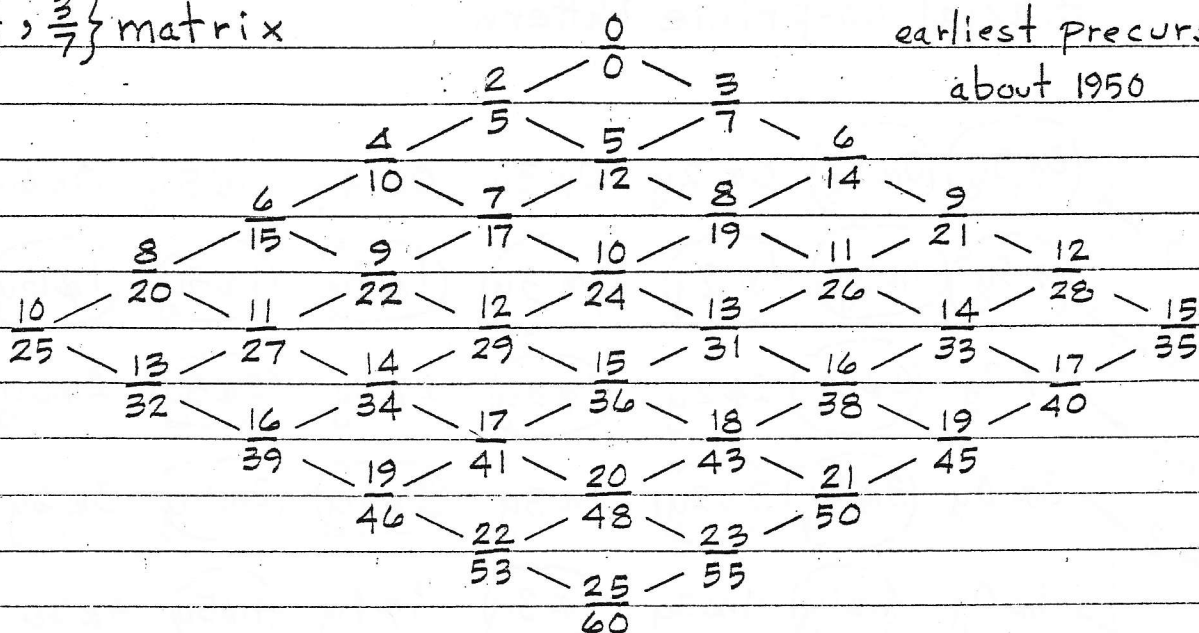 , 3/7} matrix
0/0
earliest precurs
about 1950
2/5 3/7
4/10 5/12 6/14
6/15 7/17 8/19 9/21
8/20 9/22 10/24 11/26 12/28
10/25 11/27 12/29 13/31 14/33 15/35
13/32 14/34 15/36 16/38 17/40
16/39 17/41 18/43 19/45
19/46 20/48 21/50
22/53 23/55
25/60